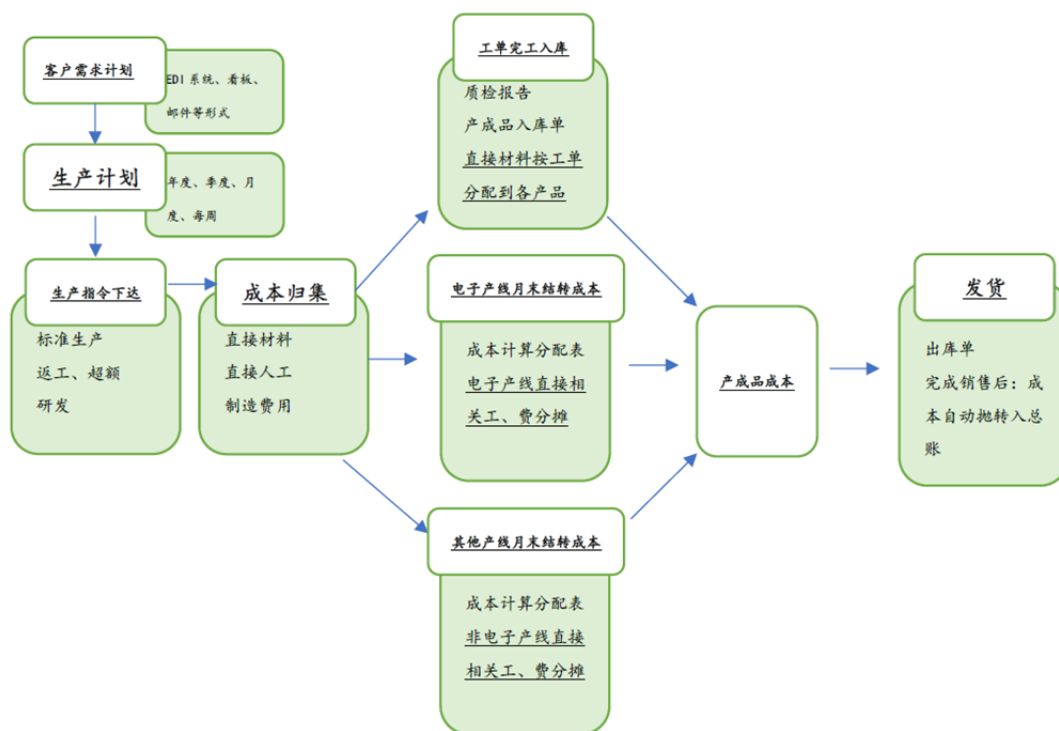 客户需求计划
EDI 系统、看板、
邮件等形式
生产计划
年度、季度、月
度、每周
生产指令下达
标准生产
返工、超额
研发
成本归集
直接材料
直接人工
制造费用
工单完工入库
质检报告
产成品入库单
直接材料按工单
分配到各产品
电子产线月末结转成本
成本计算分配表
电子产线直接相
关工、费分摊
其他产线月末结转成本
成本计算分配表
非电子产线直接
相关工、费分摊
产成品成本
发货
出库单
完成销售后：成
本自动抛转入总
账